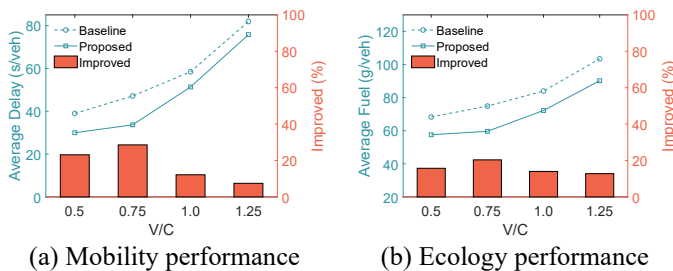 Baseline
Proposed
Improved
Average Delay (s/veh)
80
60
40
20
0
100
80
60
40
20
0
Improved (%)
0.5 0.75 1.0 1.25
V/C
(a) Mobility performance
Baseline
Proposed
Improved
Average Fuel (g/veh)
120
100
80
60
40
20
100
80
60
40
20
0
Improved (%)
0.5 0.75 1.0 1.25
V/C
(b) Ecology performance